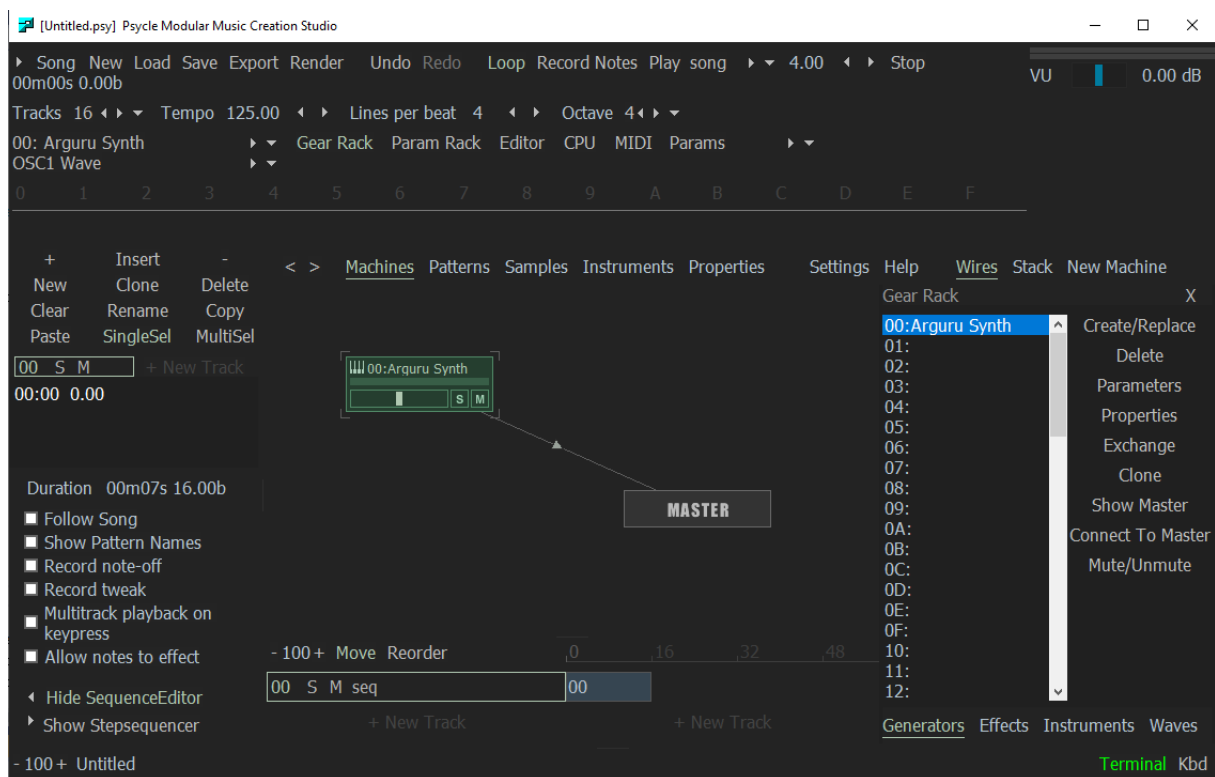 [Untitled.psy] Psycle Modular Music Creation Studio
Song New Load Save Export Render Undo Redo Loop Record Notes Play song 4.00 Stop
00m00s 0.00b
VU 0.00 dB
Tracks 16 Tempo 125.00 Lines per beat 4 Octave 4
00: Arguru Synth Gear Rack Param Rack Editor CPU MIDI Params
OSC1 Wave
0 1 2 3 4 5 6 7 8 9 A B C D E F
+ Insert -
New Clone Delete
Clear Rename Copy
Paste SingleSel MultiSel
00 S M + New Track
00:00 0.00
Duration 00m07s 16.00b
Follow Song
Show Pattern Names
Record note-off
Record tweak
Multitrack playback on
keypress
Allow notes to effect
Hide SequenceEditor
Show Stepsequencer
< > Machines Patterns Samples Instruments Properties Settings Help Wires Stack New Machine
00:Arguru Synth
S M
MASTER
- 100 + Move Reorder 0 16 32 48
00 S M seq 00
+ New Track + New Track
Gear Rack X
00:Arguru Synth
01:
02:
03:
04:
05:
06:
07:
08:
09:
0A:
0B:
0C:
0D:
0E:
0F:
10:
11:
12:
Create/Replace
Delete
Parameters
Properties
Exchange
Clone
Show Master
Connect To Master
Mute/Unmute
Generators Effects Instruments Waves
- 100 + Untitled Terminal Kbd